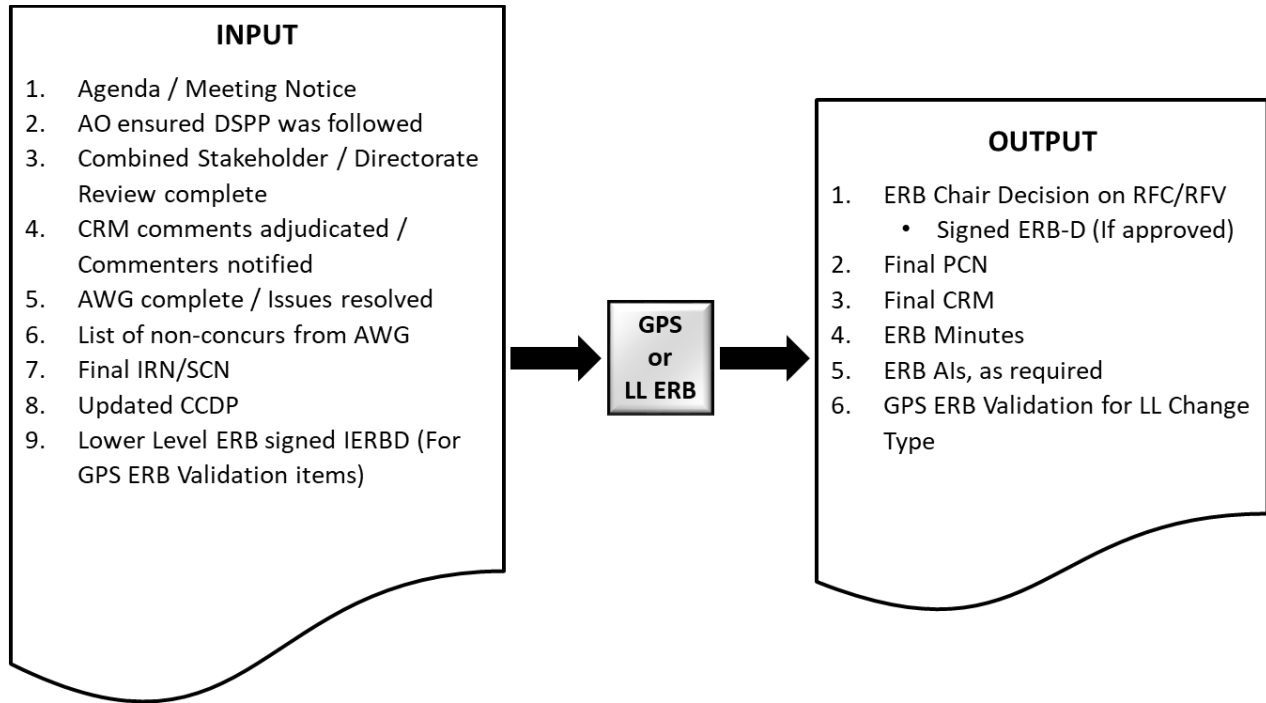 INPUT
1. Agenda / Meeting Notice
2. AO ensured DSPP was followed
3. Combined Stakeholder / Directorate
Review complete
4. CRM comments adjudicated /
Commenters notified
5. AWG complete / Issues resolved
6. List of non-concurs from AWG
7. Final IRN/SCN
8. Updated CCDP
9. Lower Level ERB signed IERBD (For
GPS ERB Validation items)
GPS
or
LL ERB
OUTPUT
1. ERB Chair Decision on RFC/RFV
• Signed ERB-D (If approved)
2. Final PCN
3. Final CRM
4. ERB Minutes
5. ERB AIs, as required
6. GPS ERB Validation for LL Change
Type